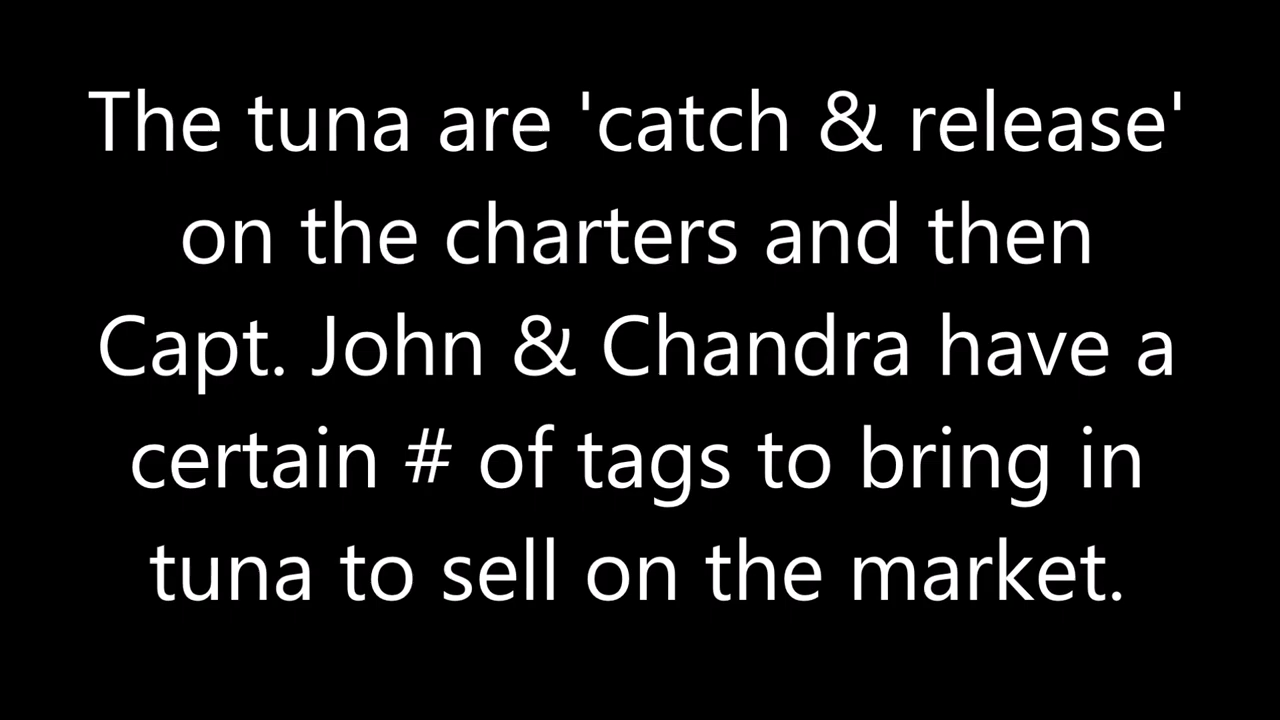 The tuna are 'catch & release'
on the charters and then
Capt. John & Chandra have a
certain # of tags to bring in
tuna to sell on the market.